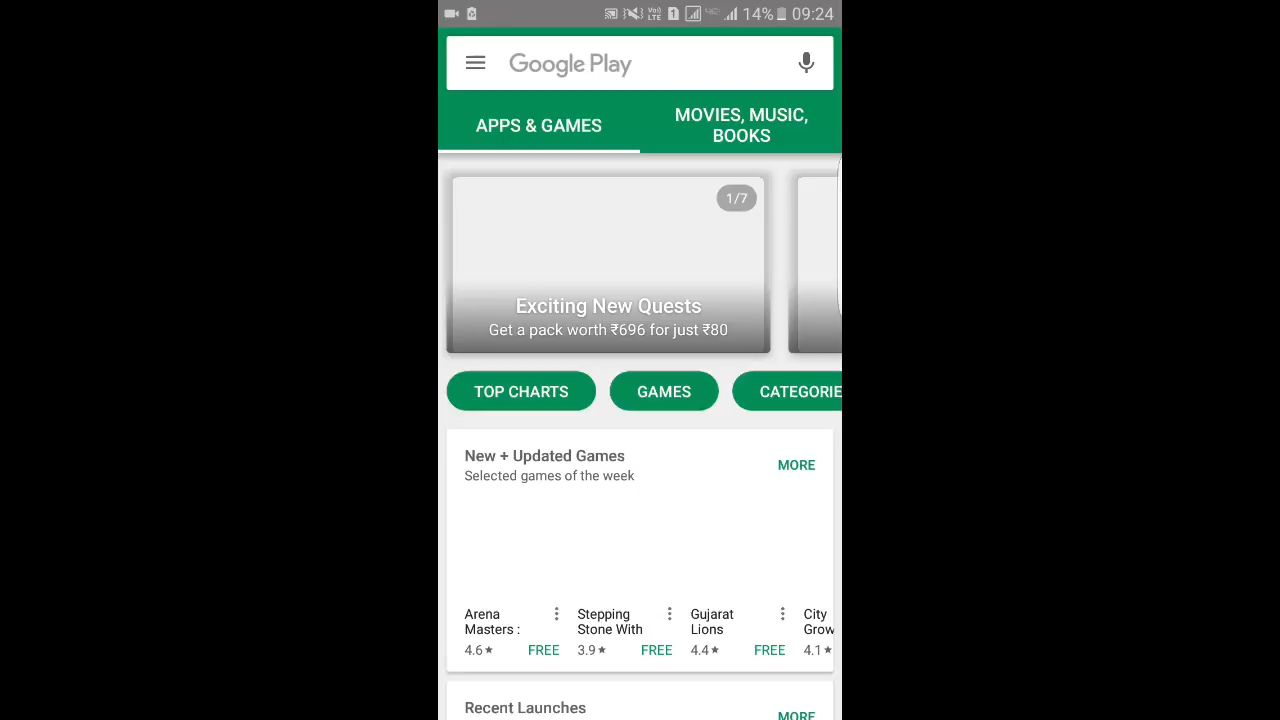 Vo))
LTE
1
14%
09:24
Google Play
APPS & GAMES
MOVIES, MUSIC,
BOOKS
1/7
Exciting New Quests
Get a pack worth ₹696 for just ₹80
TOP CHARTS
GAMES
CATEGORIE
New + Updated Games
Selected games of the week
MORE
Arena
Masters :
4.6★
FREE
Stepping
Stone With
3.9★
FREE
Gujarat
Lions
4.4★
FREE
City
Grow
4.1★
Recent Launches
MORE